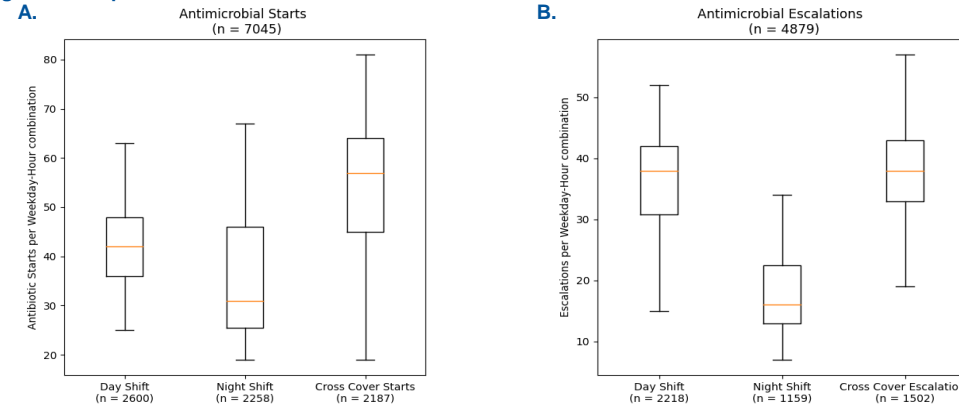 A.
Antimicrobial Starts
(n = 7045)
Antibiotic Starts per Weekday-Hour combination
80
70
60
50
40
30
20
Day Shift
(n = 2600)
Night Shift
(n = 2258)
Cross Cover Starts
(n = 2187)
B.
Antimicrobial Escalations
(n = 4879)
Escalations per Weekday-Hour combination
50
40
30
20
10
Day Shift
(n = 2218)
Night Shift
(n = 1159)
Cross Cover Escalation
(n = 1502)